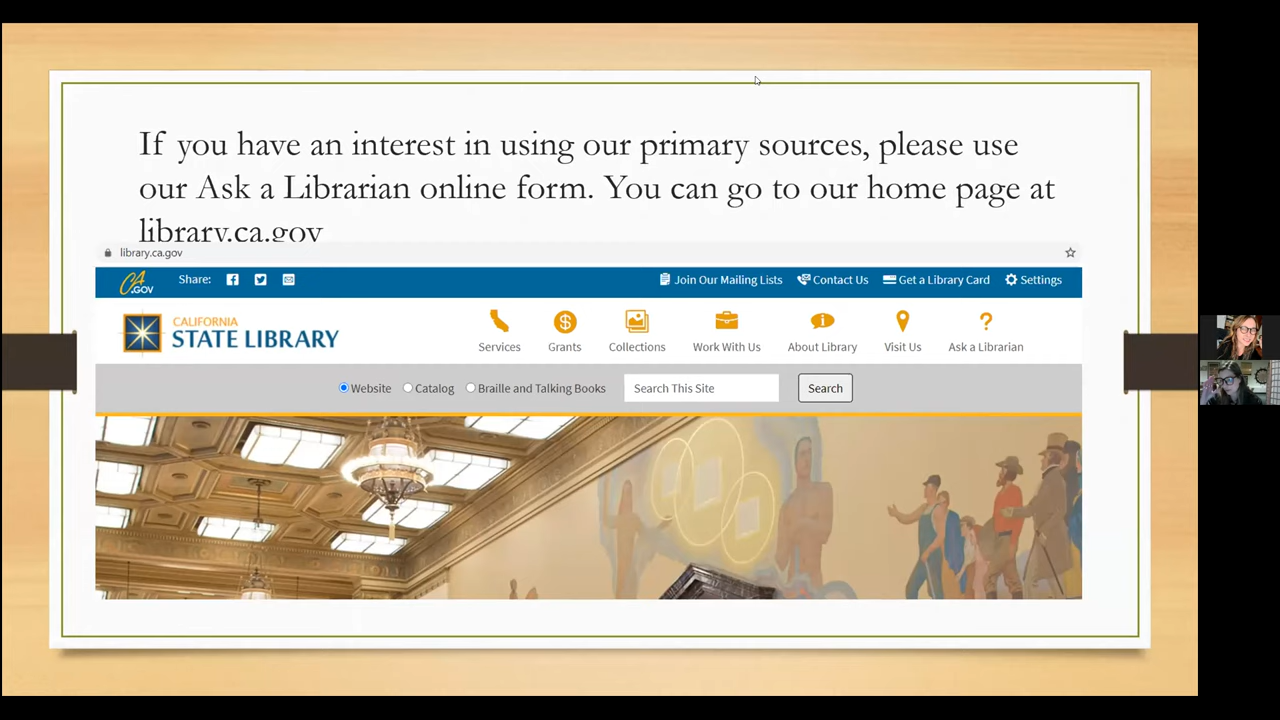 If you have an interest in using our primary sources, please use
our Ask a Librarian online form. You can go to our home page at
library.ca.gov
library.ca.gov
CA
.GOV
Share:
Join Our Mailing Lists
Contact Us
Get a Library Card
Settings
CALIFORNIA
STATE LIBRARY
Services
Grants
Collections
Work With Us
About Library
Visit Us
Ask a Librarian
Website
Catalog
Braille and Talking Books
Search This Site
Search